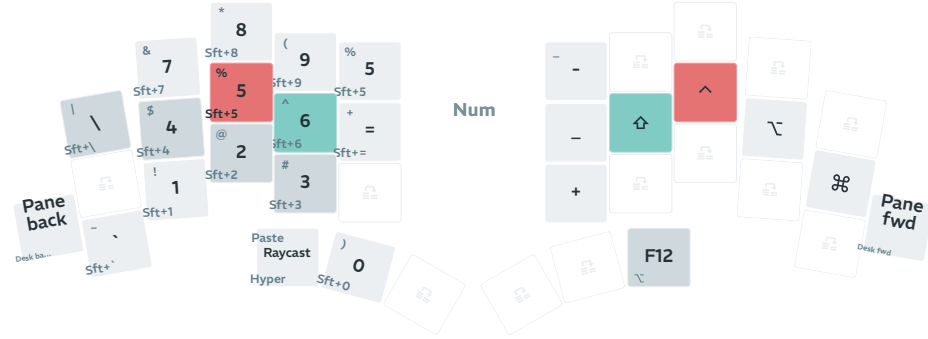 *
8
Sft+8
&
7
Sft+7
(
9
Sft+9
%
5
Sft+5
|
\
Sft+\
$
4
Sft+4
%
5
Sft+5
^
6
Sft+6
+
=
Sft+=
!
1
Sft+1
@
2
Sft+2
#
3
Sft+3
Pane
back
Desk ba...
~
`
Sft+`
Paste
Raycast
Hyper
)
0
Sft+0
Num
_
-
_
+
⇧
^
⌥
⌘
F12
⌥
Pane
fwd
Desk fwd